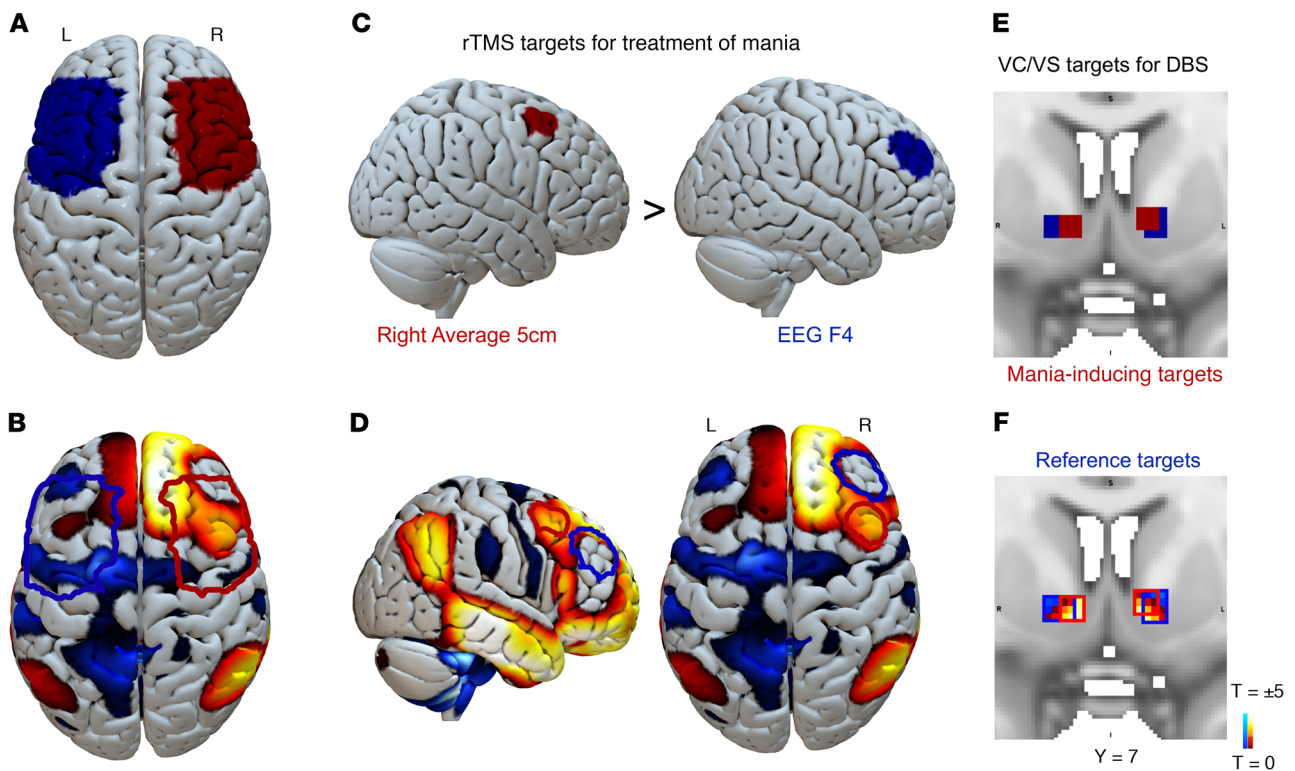 A
L
R
C
rTMS targets for treatment of mania
>
Right Average 5cm
EEG F4
E
VC/VS targets for DBS
S
R
L
I
Mania-inducing targets
B
D
L
R
F
Reference targets
S
R
L
I
Y = 7
T = ±5
T = 0